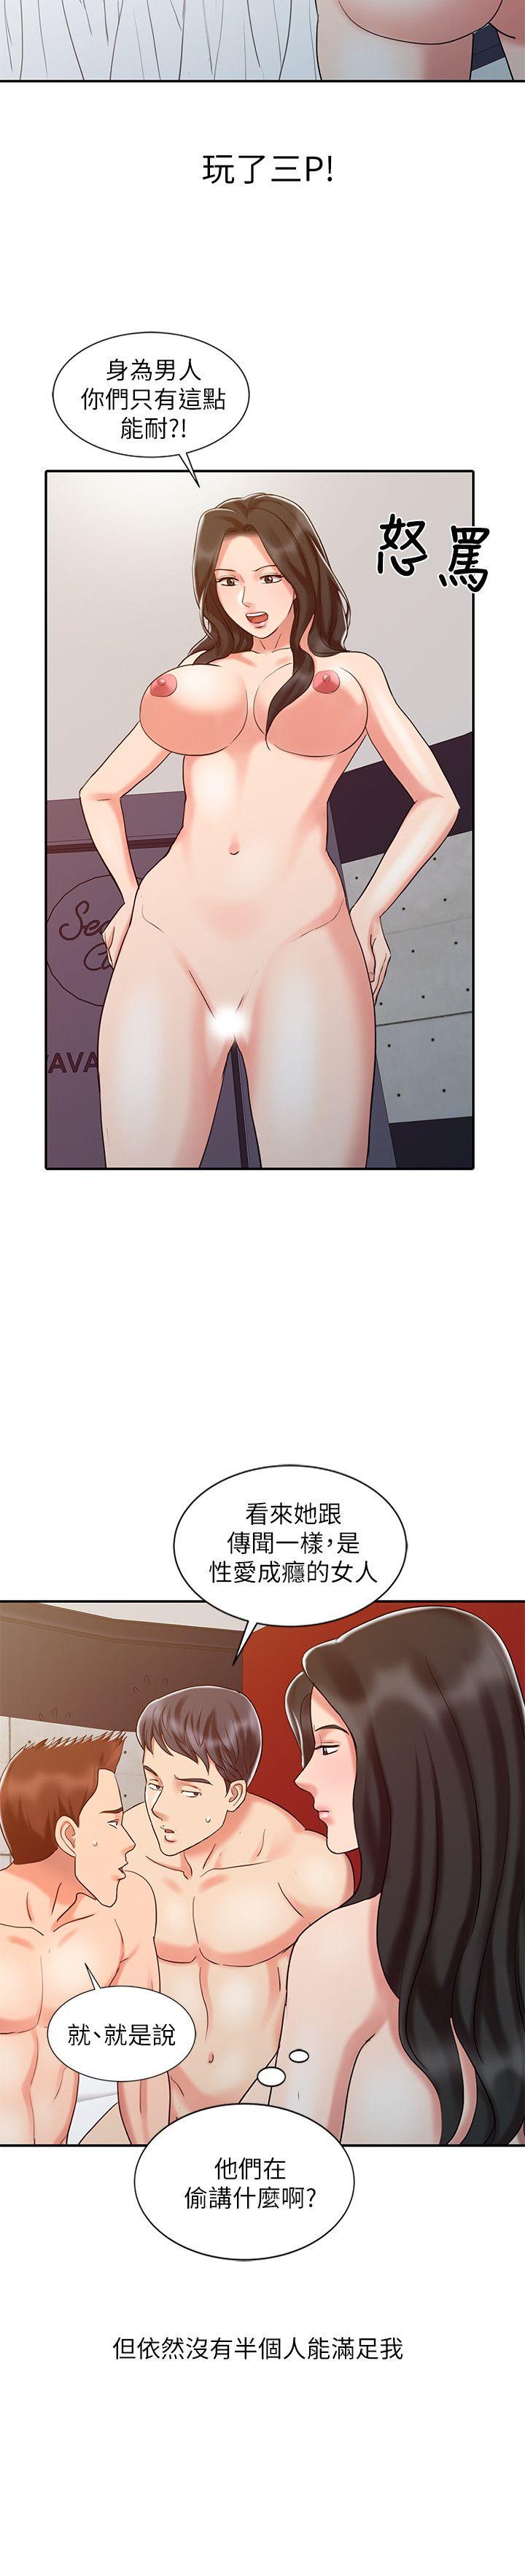 玩了三P!
身為男人
你們只有這點
能耐?!
怒罵
Se
C
VAVA
看來她跟
傳聞一樣，是
性愛成癮的女人
就、就是說
他們在
偷講什麼啊?
但依然沒有半個人能滿足我